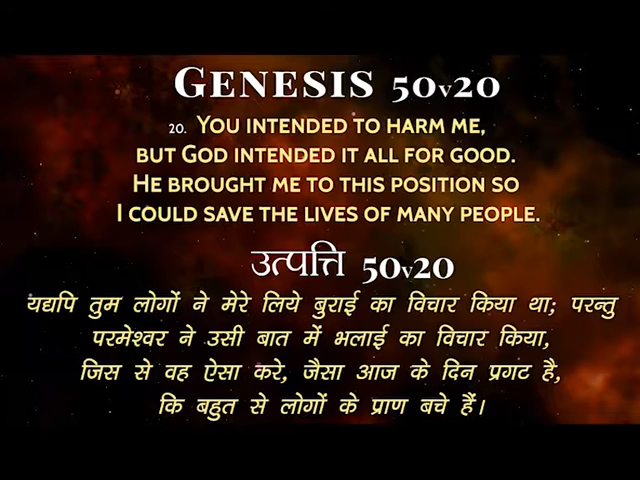 GENESIS 50v20
20. YOU INTENDED TO HARM ME,
BUT GOD INTENDED IT ALL FOR GOOD.
HE BROUGHT ME TO THIS POSITION SO
I COULD SAVE THE LIVES OF MANY PEOPLE.
उत्पत्ति 50v20
यद्यपि तुम लोगों ने मेरे लिये बुराई का विचार किया था; परन्तु
परमेश्वर ने उसी बात में भलाई का विचार किया,
जिस से वह ऐसा करे, जैसा आज के दिन प्रगट है,
कि बहुत से लोगों के प्राण बचे हैं।